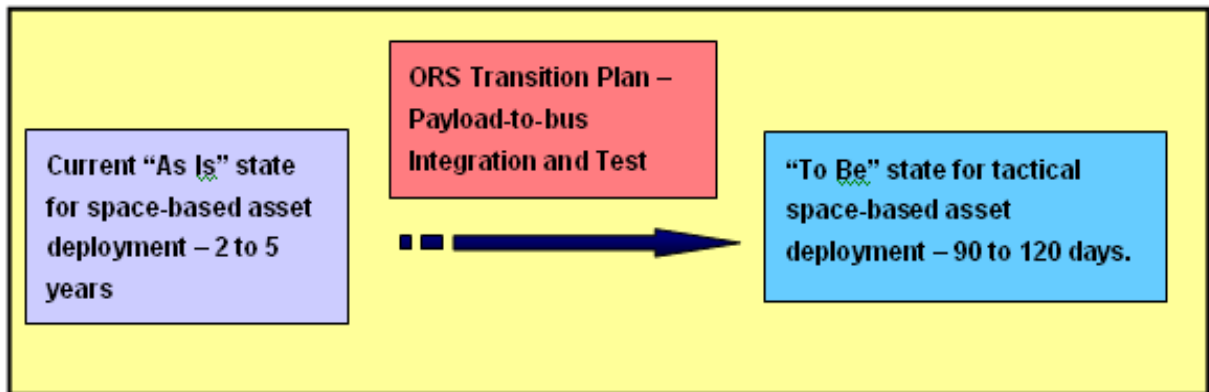 Current “As Is” state
for space-based asset
deployment – 2 to 5
years
ORS Transition Plan –
Payload-to-bus
Integration and Test
“To Be” state for tactical
space-based asset
deployment – 90 to 120 days.